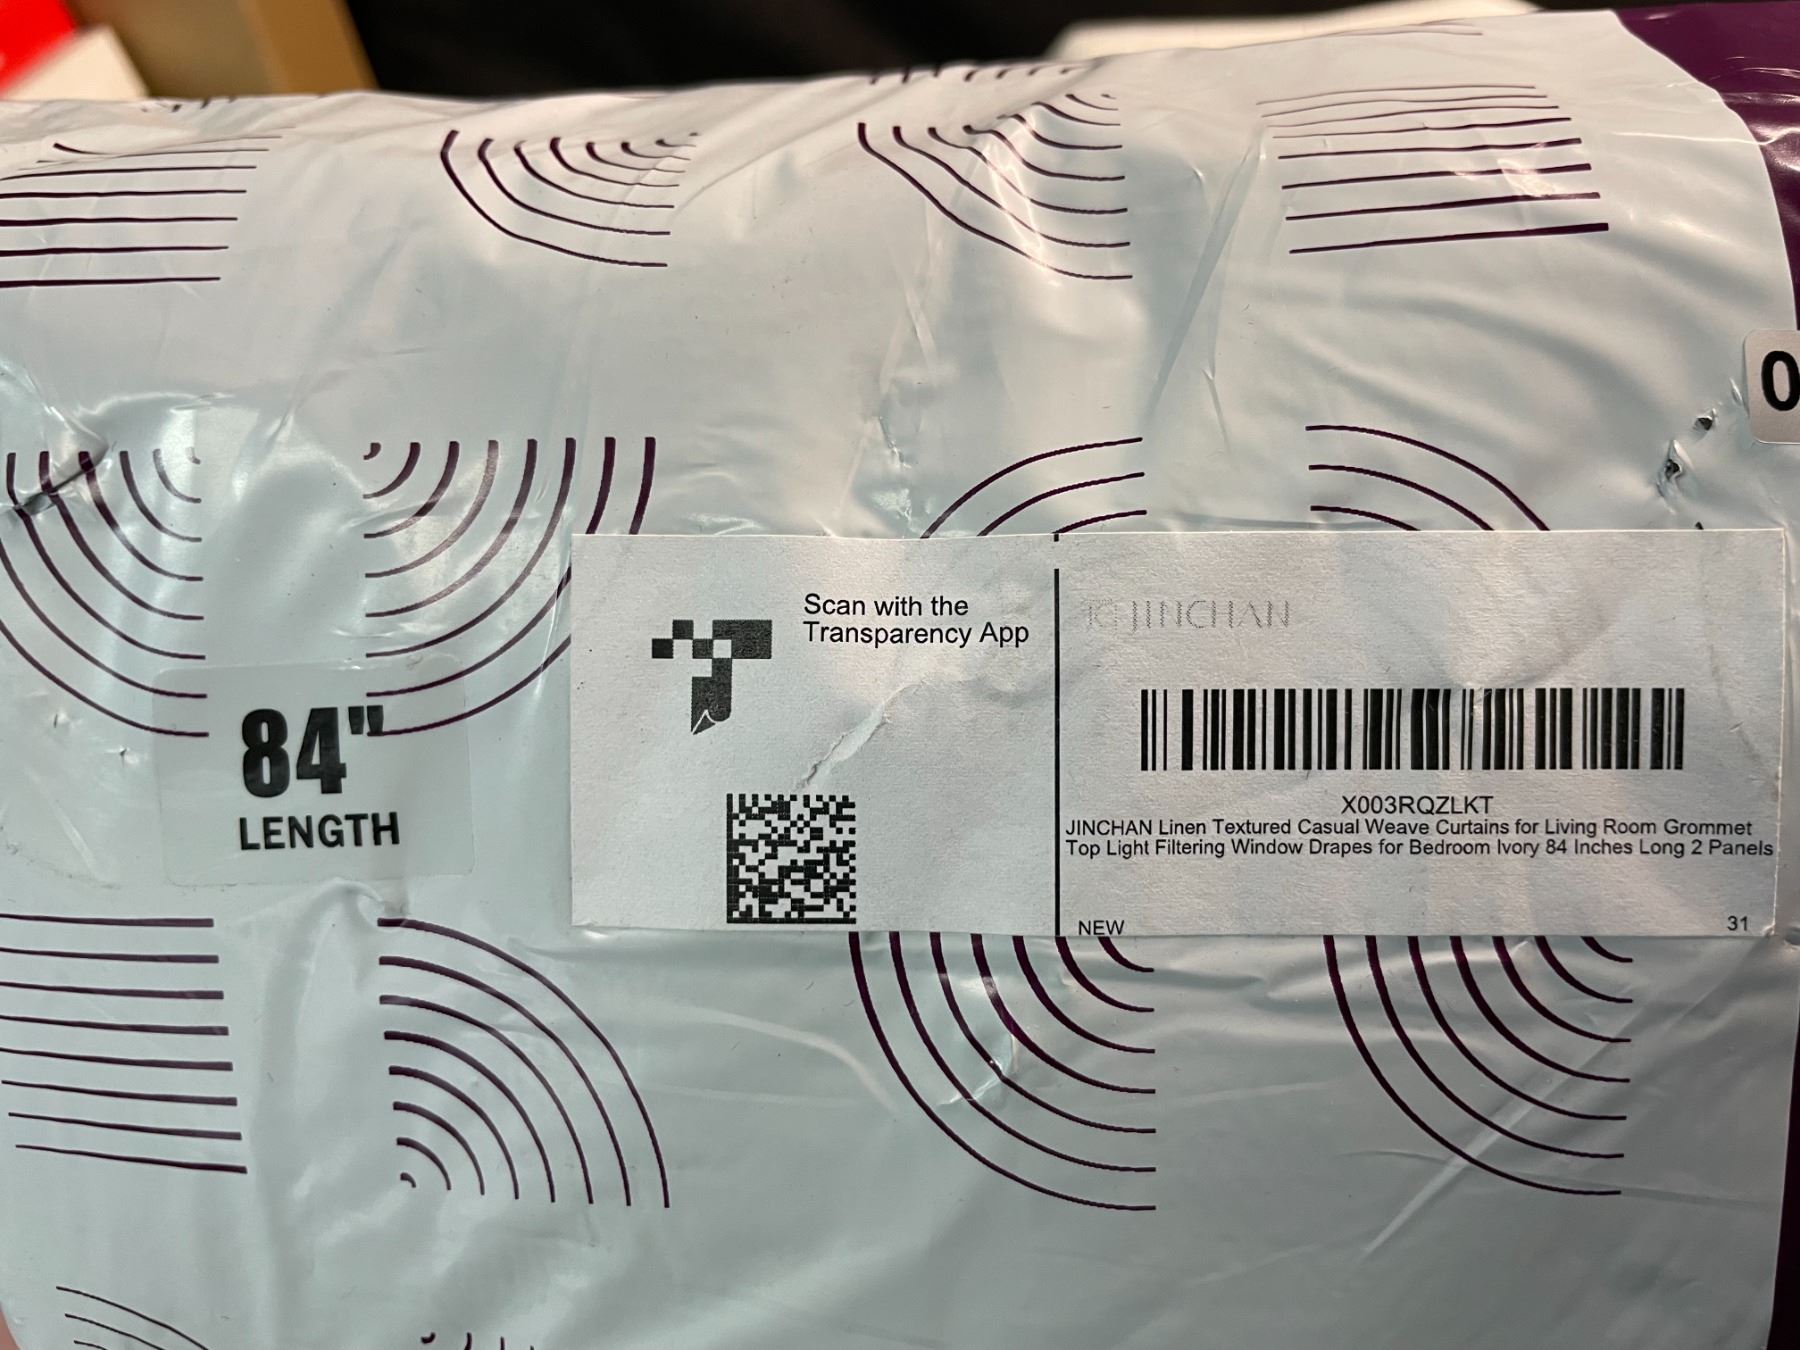 0
84"
LENGTH
Scan with the
Transparency App
JINCHAN
X003RQZLKT
JINCHAN Linen Textured Casual Weave Curtains for Living Room Grommet
Top Light Filtering Window Drapes for Bedroom Ivory 84 Inches Long 2 Panels
NEW
31